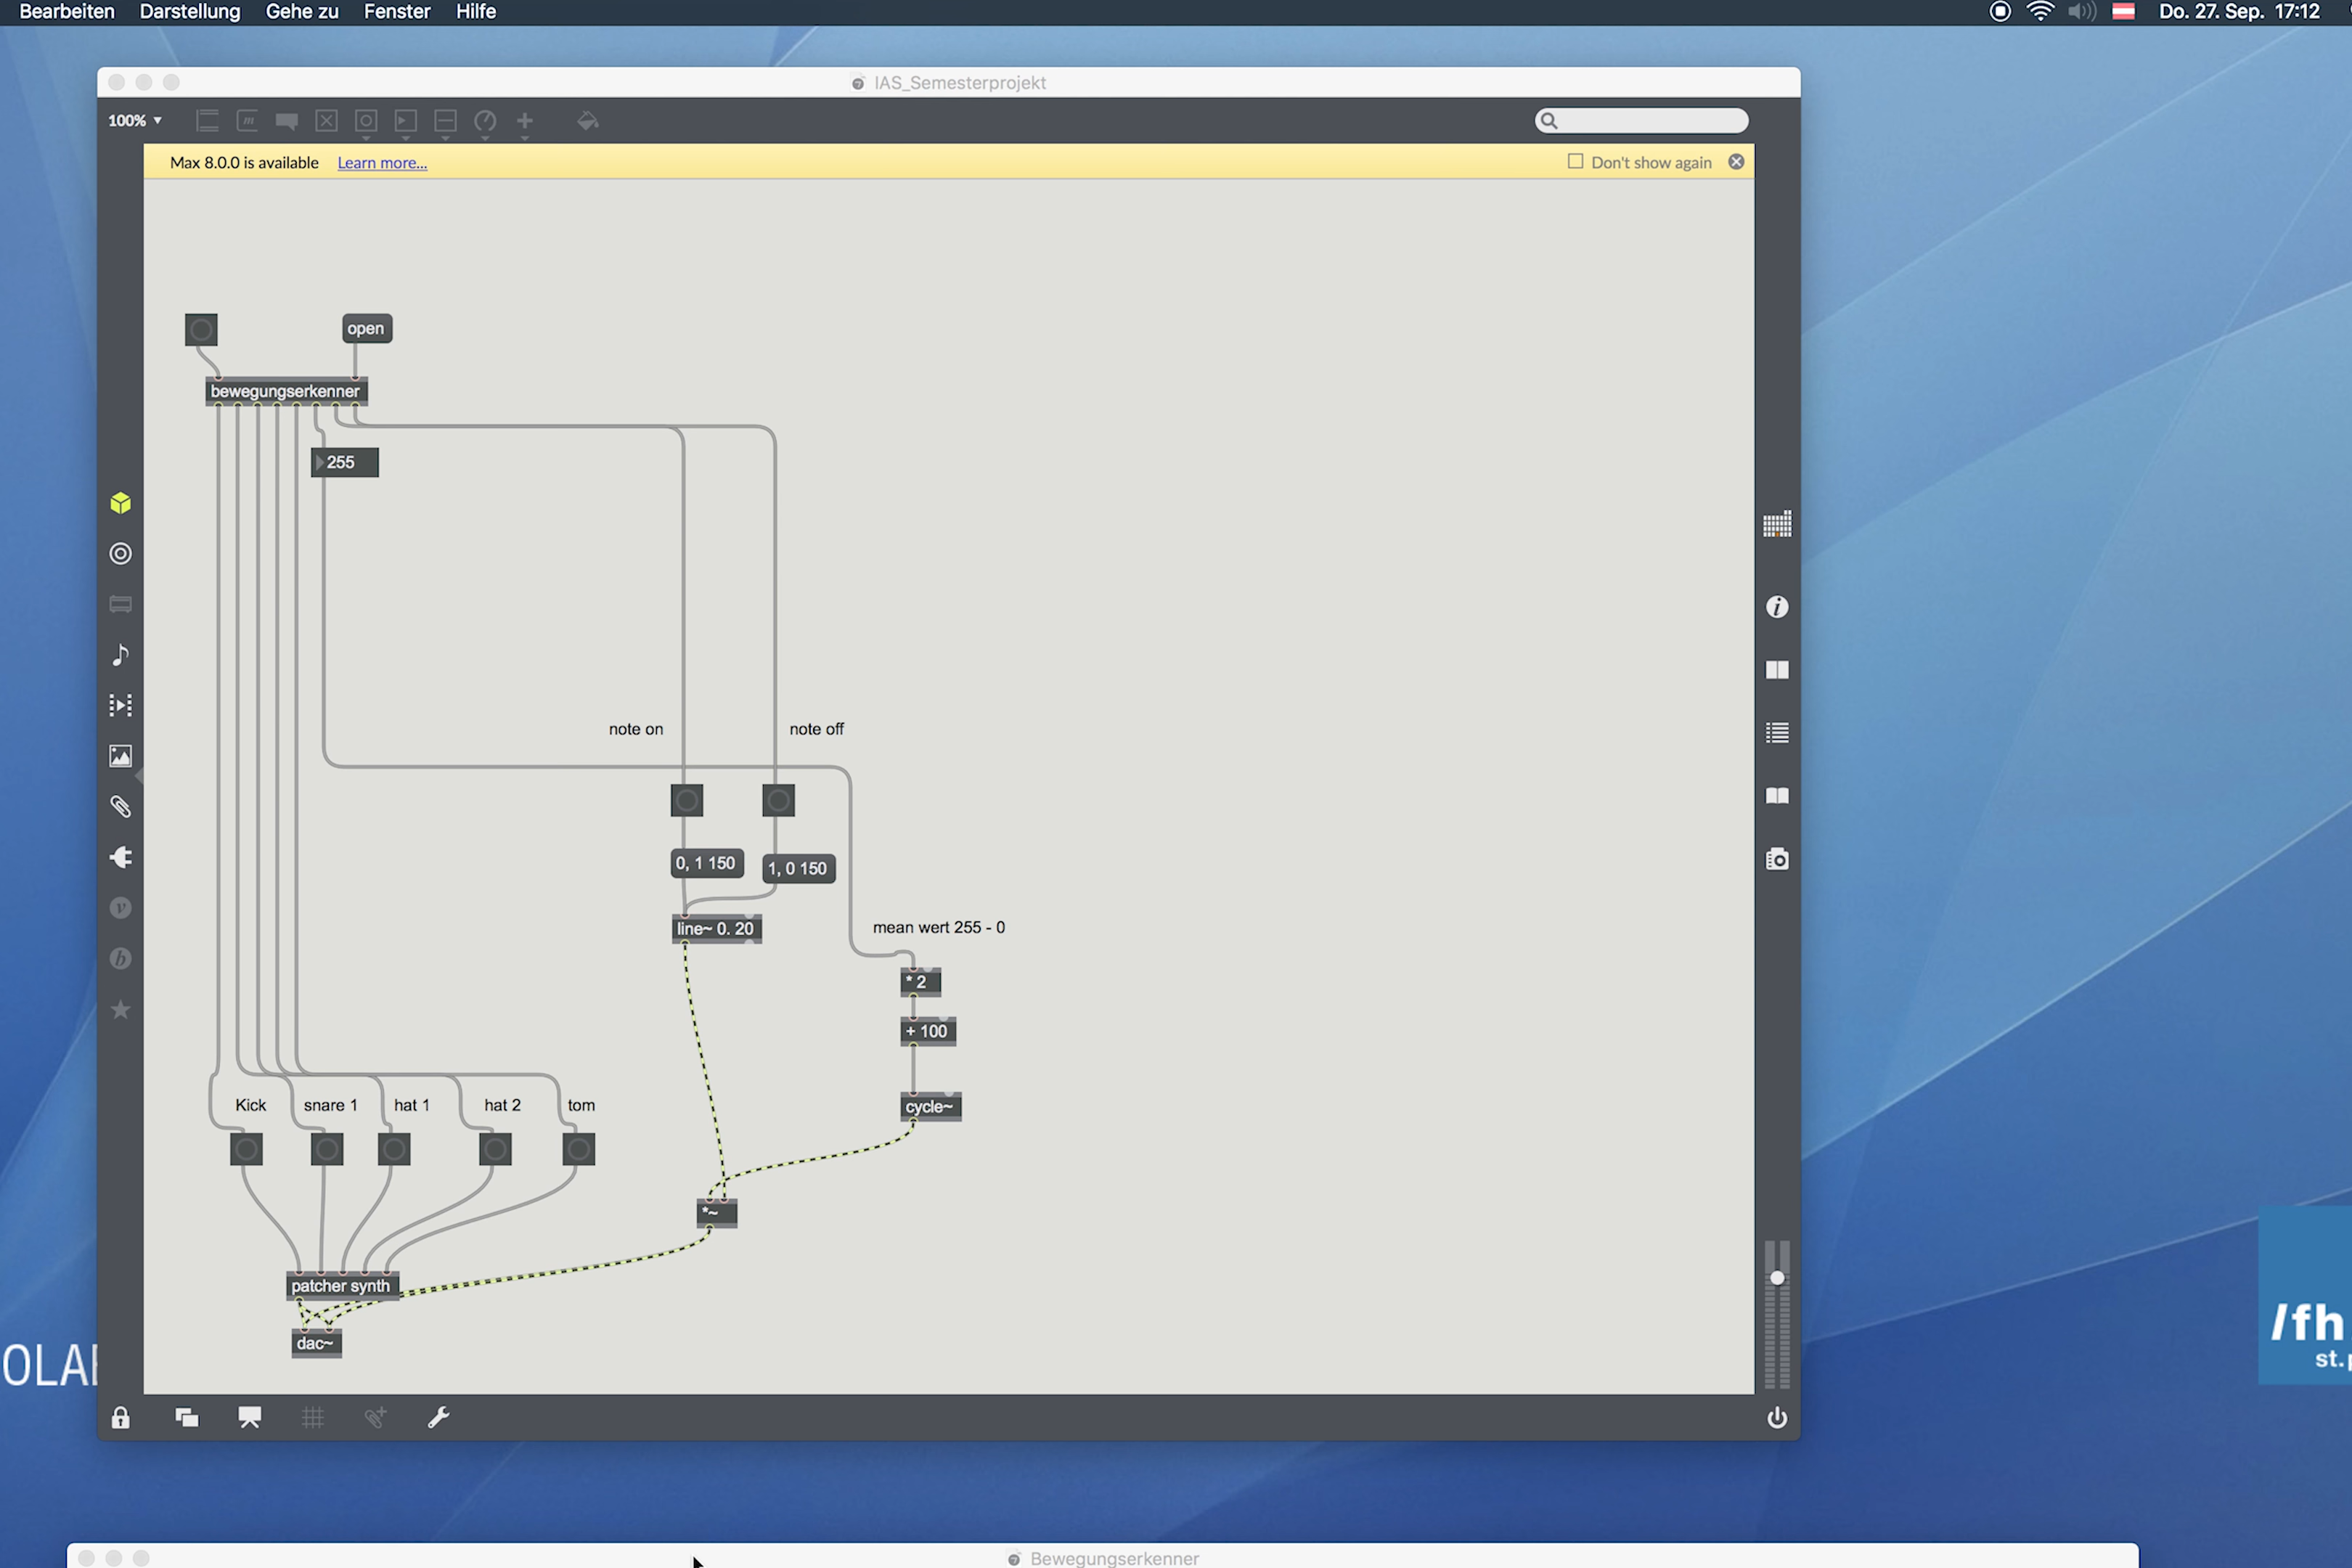 Bearbeiten Darstellung Gehe zu Fenster Hilfe Do. 27. Sep. 17:12
IAS_Semesterprojekt
100%
Max 8.0.0 is available Learn more... Don't show again
open
bewegungserkenner
255
note on note off
0, 1 150 1, 0 150
line~ 0. 20 mean wert 255 - 0
* 2
+ 100
Kick snare 1 hat 1 hat 2 tom cycle~
*~
patcher synth
dac~
/fh
st.
Bewegungserkenner